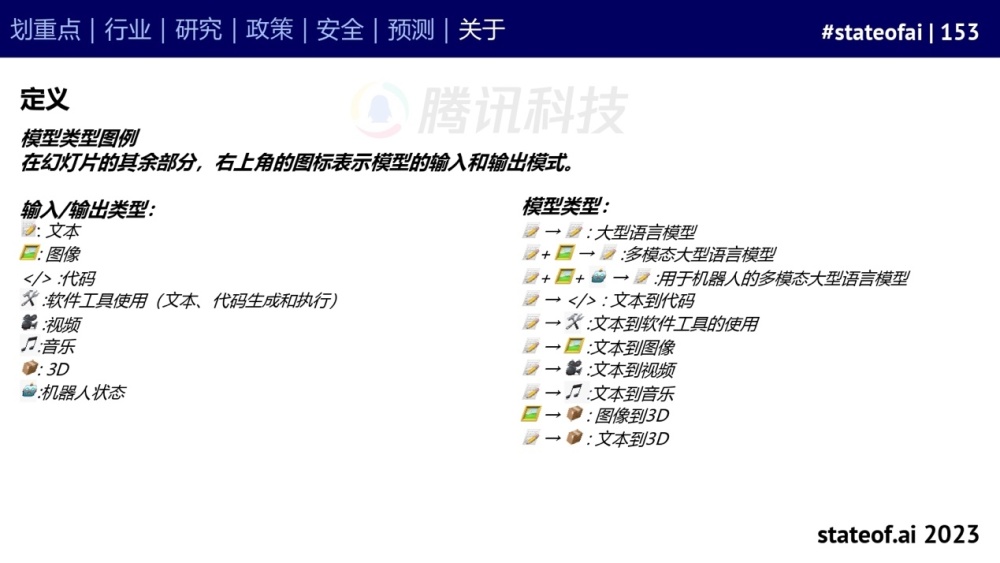 划重点 | 行业 | 研究 | 政策 | 安全 | 预测 | 关于
#stateofai | 153
腾讯科技
定义
模型类型图例
在幻灯片的其余部分，右上角的图标表示模型的输入和输出模式。
输入/输出类型：
📝: 文本
🖼️: 图像
</> :代码
🛠️ :软件工具使用（文本、代码生成和执行）
🎥 :视频
🎵:音乐
📦: 3D
🤖:机器人状态
模型类型：
📝 → 📝 : 大型语言模型
📝 + 🖼️ → 📝 :多模态大型语言模型
📝 + 🖼️ + 🤖 → 📝 :用于机器人的多模态大型语言模型
📝 → </> : 文本到代码
📝 → 🛠️ :文本到软件工具的使用
📝 → 🖼️ :文本到图像
📝 → 🎥 :文本到视频
📝 → 🎵 :文本到音乐
🖼️ → 📦 : 图像到3D
📝 → 📦 : 文本到3D
stateof.ai 2023